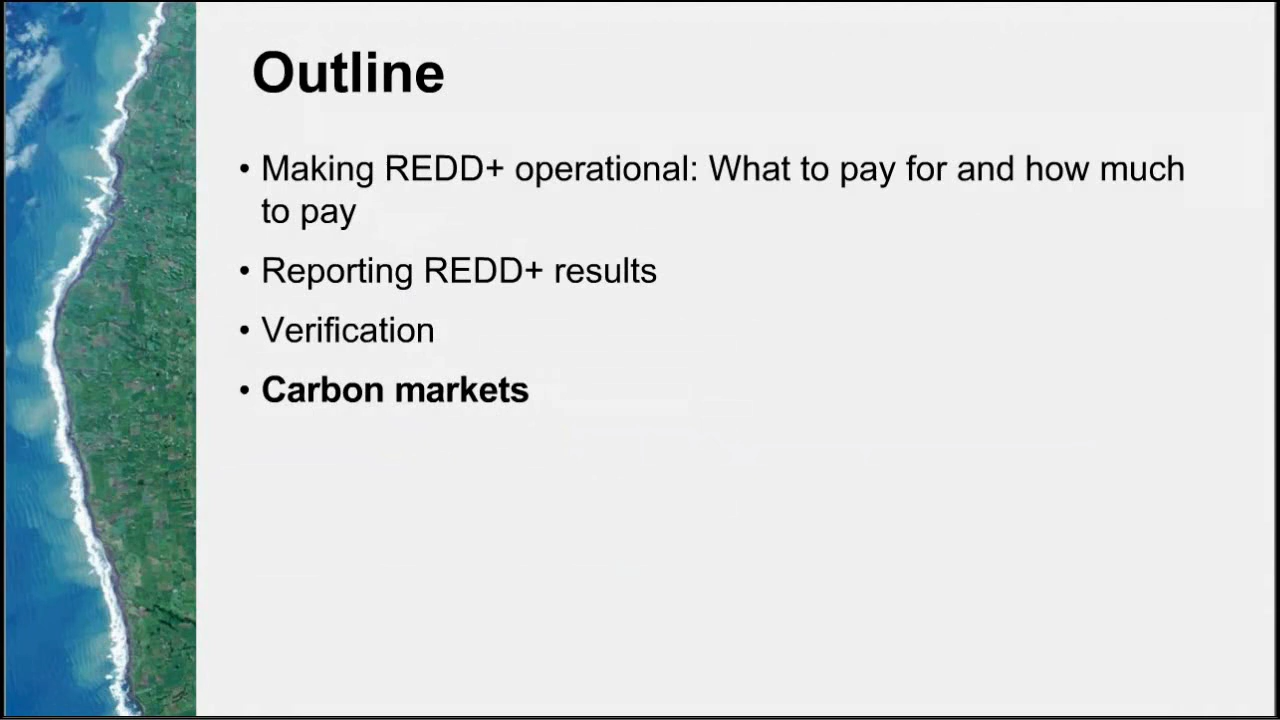 Outline
• Making REDD+ operational: What to pay for and how much
to pay
• Reporting REDD+ results
• Verification
• Carbon markets